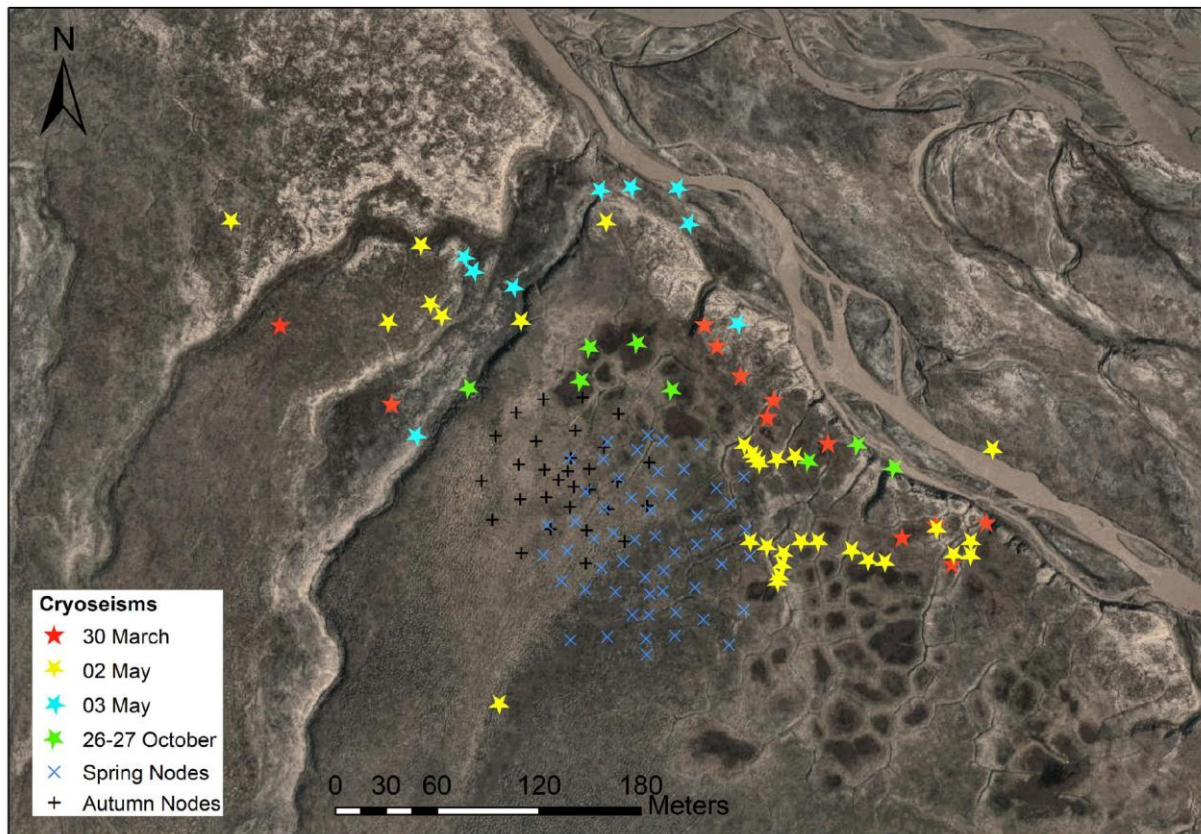 N
Cryoseisms
30 March
02 May
03 May
26-27 October
Spring Nodes
Autumn Nodes
0 30 60 120 180
Meters